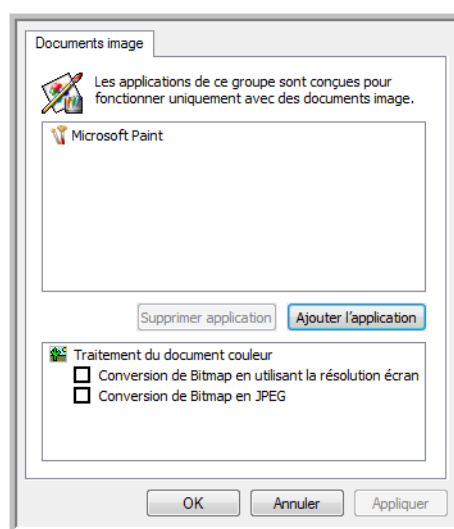 Documents image
Les applications de ce groupe sont conçues pour
fonctionner uniquement avec des documents image.
Microsoft Paint
Supprimer application
Ajouter l'application
Traitement du document couleur
Conversion de Bitmap en utilisant la résolution écran
Conversion de Bitmap en JPEG
OK
Annuler
Appliquer